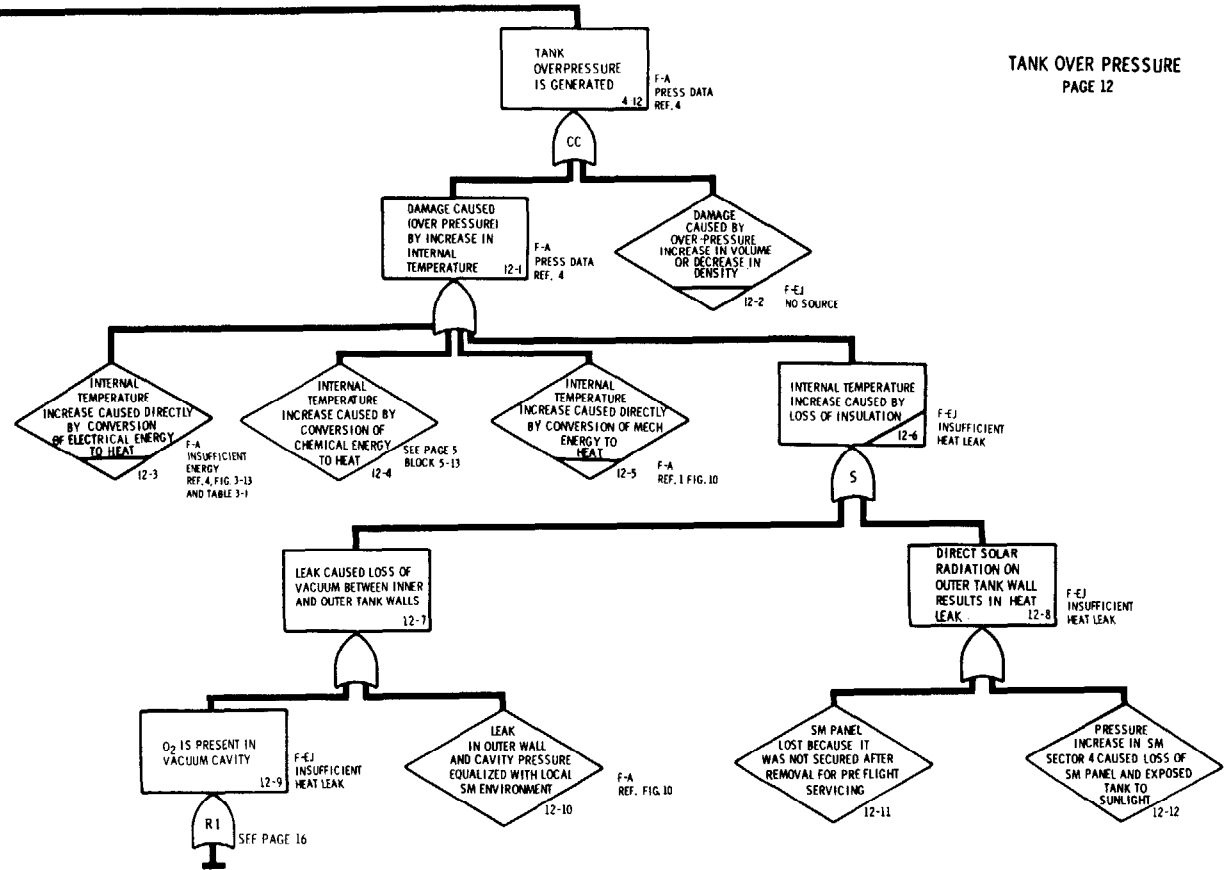 TANK OVER PRESSURE
PAGE 12
TANK
OVERPRESSURE
IS GENERATED
4-12
F-A
PRESS DATA
REF. 4
CC
DAMAGE CAUSED
(OVER PRESSURE)
BY INCREASE IN
INTERNAL
TEMPERATURE
12-1
F-A
PRESS DATA
REF. 4
DAMAGE
CAUSED BY
OVER-PRESSURE
INCREASE IN VOLUME
OR DECREASE IN
DENSITY
12-2
F-EJ
NO SOURCE
INTERNAL
TEMPERATURE
INCREASE CAUSED DIRECTLY
BY CONVERSION
OF ELECTRICAL ENERGY
TO HEAT
12-3
F-A
INSUFFICIENT
ENERGY
REF. 4, FIG. 3-13
AND TABLE 3-1
INTERNAL
TEMPERATURE
INCREASE CAUSED BY
CONVERSION OF
CHEMICAL ENERGY
TO HEAT
12-4
SEE PAGE 5
BLOCK 5-13
INTERNAL
TEMPERATURE
INCREASE CAUSED DIRECTLY
BY CONVERSION OF MECH
ENERGY TO
HEAT
12-5
F-A
REF. 1 FIG. 10
INTERNAL TEMPERATURE
INCREASE CAUSED BY
LOSS OF INSULATION
12-6
F-EJ
INSUFFICIENT
HEAT LEAK
S
LEAK CAUSED LOSS OF
VACUUM BETWEEN INNER
AND OUTER TANK WALLS
12-7
DIRECT SOLAR
RADIATION ON
OUTER TANK WALL
RESULTS IN HEAT
LEAK
12-8
F-EJ
INSUFFICIENT
HEAT LEAK
O2 IS PRESENT IN
VACUUM CAVITY
12-9
F-EJ
INSUFFICIENT
HEAT LEAK
R1
SEE PAGE 16
LEAK
IN OUTER WALL
AND CAVITY PRESSURE
EQUALIZED WITH LOCAL
SM ENVIRONMENT
12-10
F-A
REF. FIG. 10
SM PANEL
LOST BECAUSE IT
WAS NOT SECURED AFTER
REMOVAL FOR PREFLIGHT
SERVICING
12-11
PRESSURE
INCREASE IN SM
SECTOR 4 CAUSED LOSS OF
SM PANEL AND EXPOSED
TANK TO
SUNLIGHT
12-12